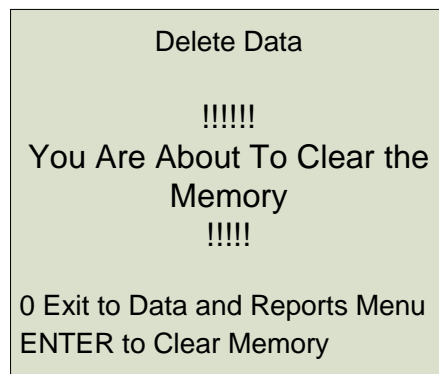 Delete Data
!!!!!!
You Are About To Clear the
Memory
!!!!!
0 Exit to Data and Reports Menu
ENTER to Clear Memory